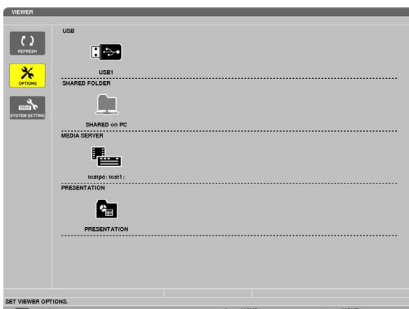 VIEWER
REFRESH
OPTIONS
SYSTEM SETTING
USB
USB1
SHARED FOLDER
SHARED on PC
MEDIA SERVER
testpc: test1:
PRESENTATION
PRESENTATION
SET VIEWER OPTIONS.